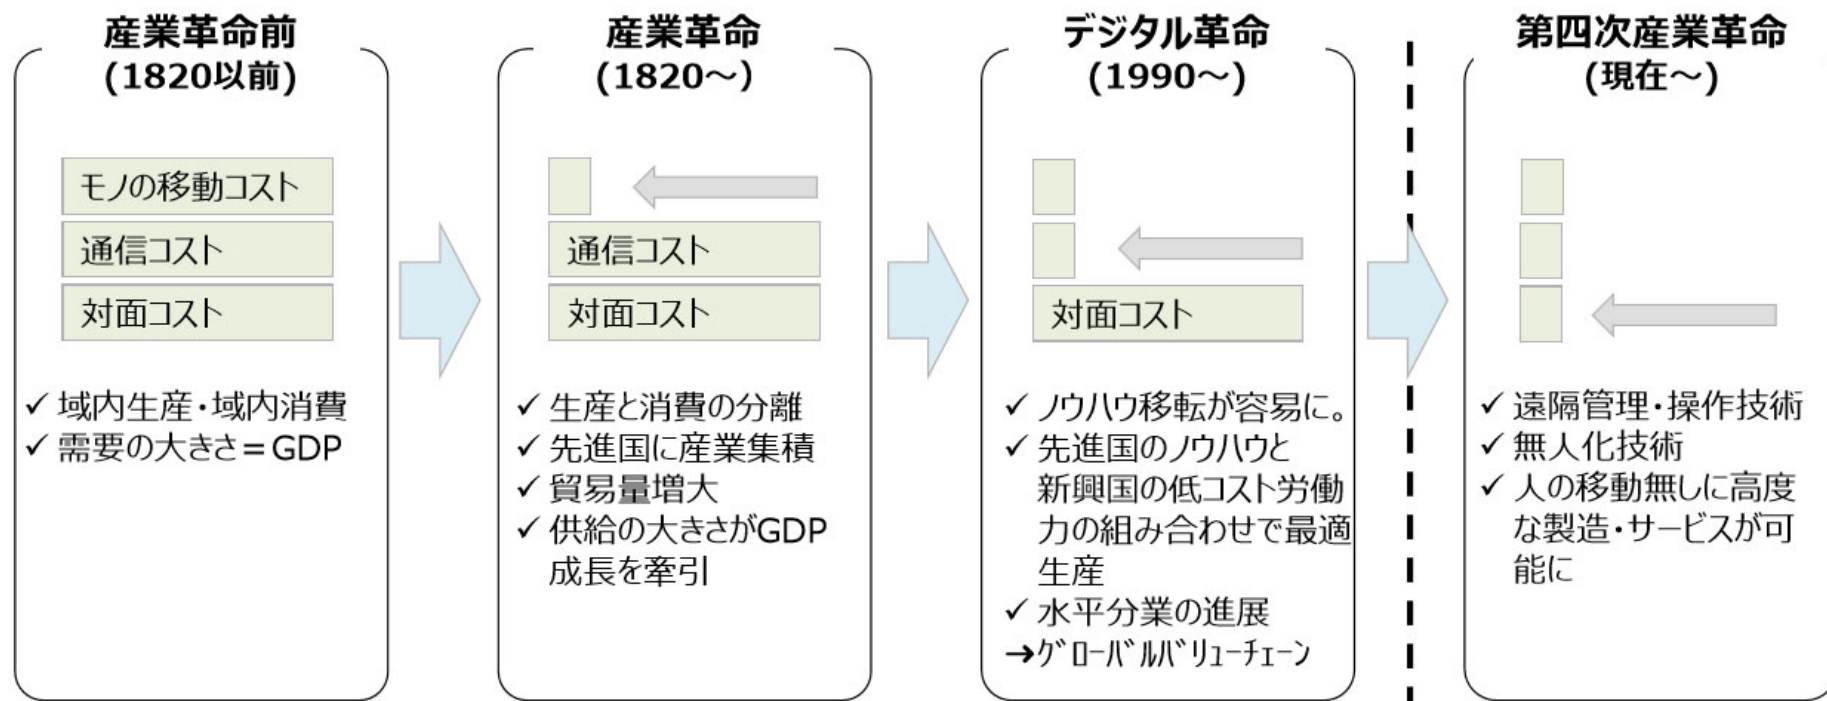 産業革命前
(1820以前)
モノの移動コスト
通信コスト
対面コスト
✓ 域内生産・域内消費
✓ 需要の大きさ＝GDP
産業革命
(1820～)
通信コスト
対面コスト
✓ 生産と消費の分離
✓ 先進国に産業集積
✓ 貿易量増大
✓ 供給の大きさがGDP
成長を牽引
デジタル革命
(1990～)
対面コスト
✓ ノウハウ移転が容易に。
✓ 先進国のノウハウと
新興国の低コスト労働
力の組み合わせで最適
生産
✓ 水平分業の進展
→ｸﾞﾛｰﾊﾞﾙﾊﾞﾘｭｰﾁｪｰﾝ
第四次産業革命
(現在～)
✓ 遠隔管理・操作技術
✓ 無人化技術
✓ 人の移動無しに高度
な製造・サービスが可
能に